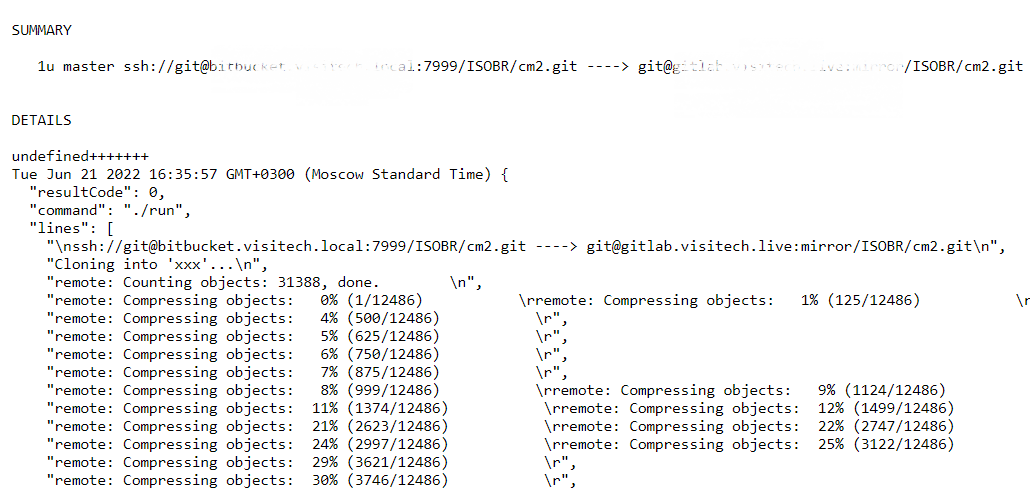 SUMMARY
1u master ssh://git@bitbucket.visitech.local:7999/ISOBR/cm2.git ----> git@gitlab.visitech.live:mirror/ISOBR/cm2.git
DETAILS
undefined+++++++
Tue Jun 21 2022 16:35:57 GMT+0300 (Moscow Standard Time) {
"resultCode": 0,
"command": "./run",
"lines": [
"\nssh://git@bitbucket.visitech.local:7999/ISOBR/cm2.git ----> git@gitlab.visitech.live:mirror/ISOBR/cm2.git\n",
"Cloning into 'xxx'...\n",
"remote: Counting objects: 31388, done.        \n",
"remote: Compressing objects:   0% (1/12486)           \rremote: Compressing objects:   1% (125/12486)           \r
"remote: Compressing objects:   4% (500/12486)           \r",
"remote: Compressing objects:   5% (625/12486)           \r",
"remote: Compressing objects:   6% (750/12486)           \r",
"remote: Compressing objects:   7% (875/12486)           \r",
"remote: Compressing objects:   8% (999/12486)           \rremote: Compressing objects:   9% (1124/12486)
"remote: Compressing objects:  11% (1374/12486)           \rremote: Compressing objects:  12% (1499/12486)
"remote: Compressing objects:  21% (2623/12486)           \rremote: Compressing objects:  22% (2747/12486)
"remote: Compressing objects:  24% (2997/12486)           \rremote: Compressing objects:  25% (3122/12486)
"remote: Compressing objects:  29% (3621/12486)           \r",
"remote: Compressing objects:  30% (3746/12486)           \r",